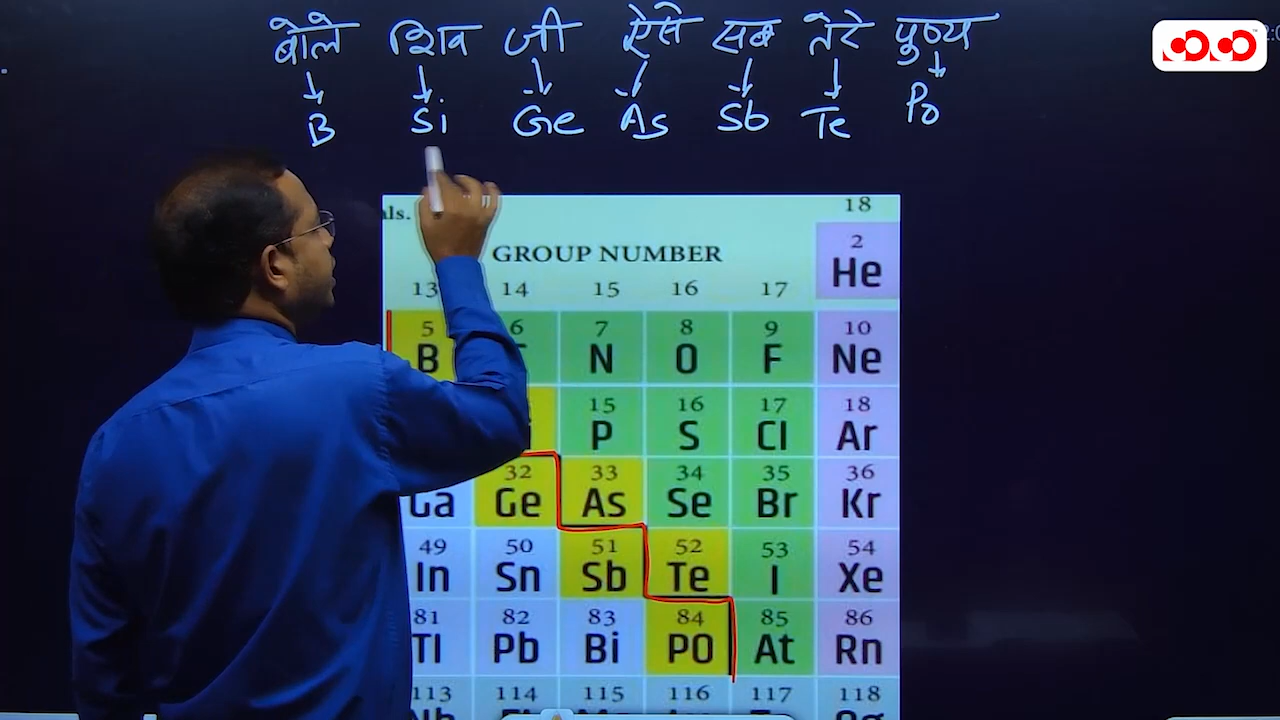 बोले शिव जी ऐसे सब तेरे पुण्य
B Si Ge As Sb Te Po
als.
18
GROUP NUMBER
2
He
13 14 15 16 17
5 6 7 8 9 10
B N O F Ne
15 16 17 18
P S Cl Ar
32 33 34 35 36
Ga Ge As Se Br Kr
49 50 51 52 53 54
In Sn Sb Te I Xe
81 82 83 84 85 86
Tl Pb Bi PO At Rn
113 114 115 116 117 118